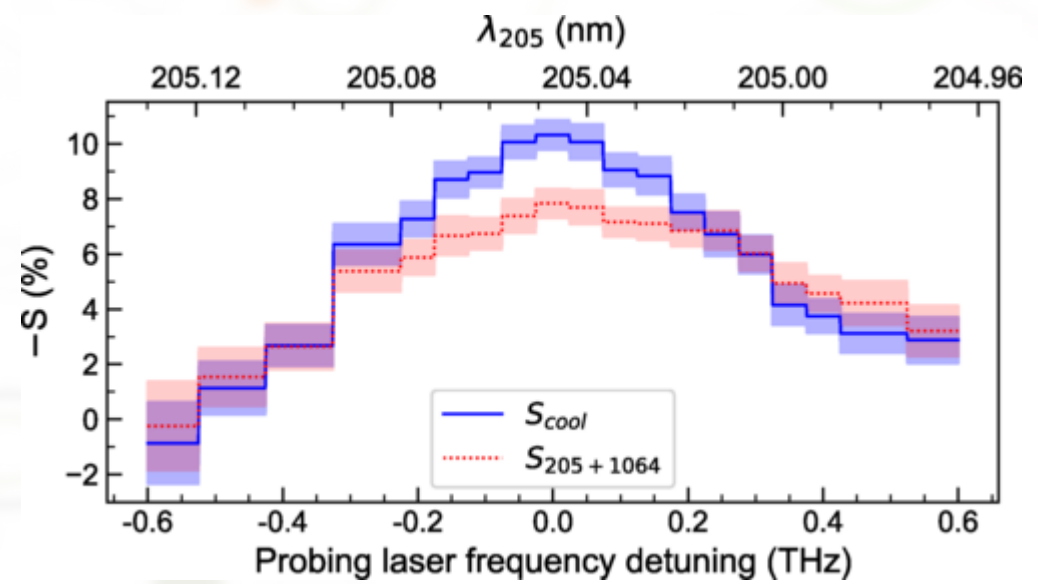 λ205 (nm)
205.12 205.08 205.04 205.00 204.96
10
8
6
4
2
0
−2
−S (%)
Scool
S205 + 1064
-0.6 -0.4 -0.2 0.0 0.2 0.4 0.6
Probing laser frequency detuning (THz)